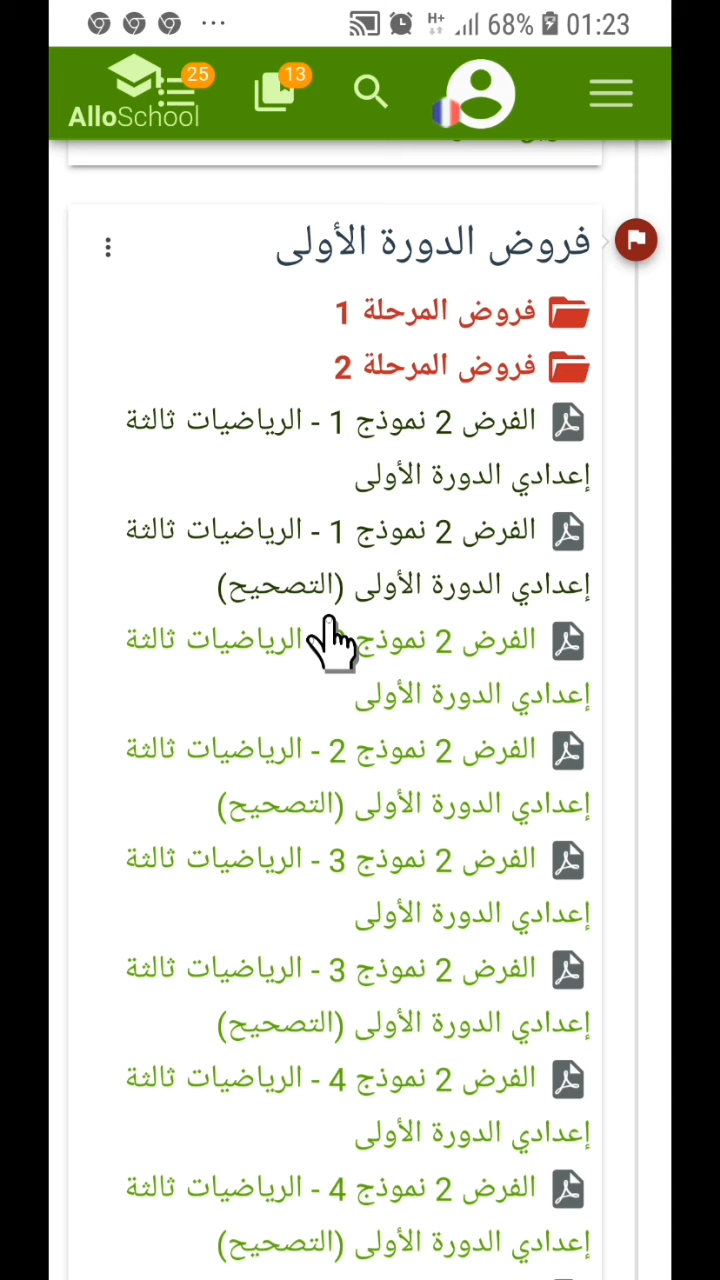 68% 01:23
AlloSchool 25 13
فروض الدورة الأولى
فروض المرحلة 1
فروض المرحلة 2
الفرض 2 نموذج 1 - الرياضيات ثالثة
إعدادي الدورة الأولى
الفرض 2 نموذج 1 - الرياضيات ثالثة
إعدادي الدورة الأولى (التصحيح)
الفرض 2 نموذج الرياضيات ثالثة
إعدادي الدورة الأولى
الفرض 2 نموذج 2 - الرياضيات ثالثة
إعدادي الدورة الأولى (التصحيح)
الفرض 2 نموذج 3 - الرياضيات ثالثة
إعدادي الدورة الأولى
الفرض 2 نموذج 3 - الرياضيات ثالثة
إعدادي الدورة الأولى (التصحيح)
الفرض 2 نموذج 4 - الرياضيات ثالثة
إعدادي الدورة الأولى
الفرض 2 نموذج 4 - الرياضيات ثالثة
إعدادي الدورة الأولى (التصحيح)